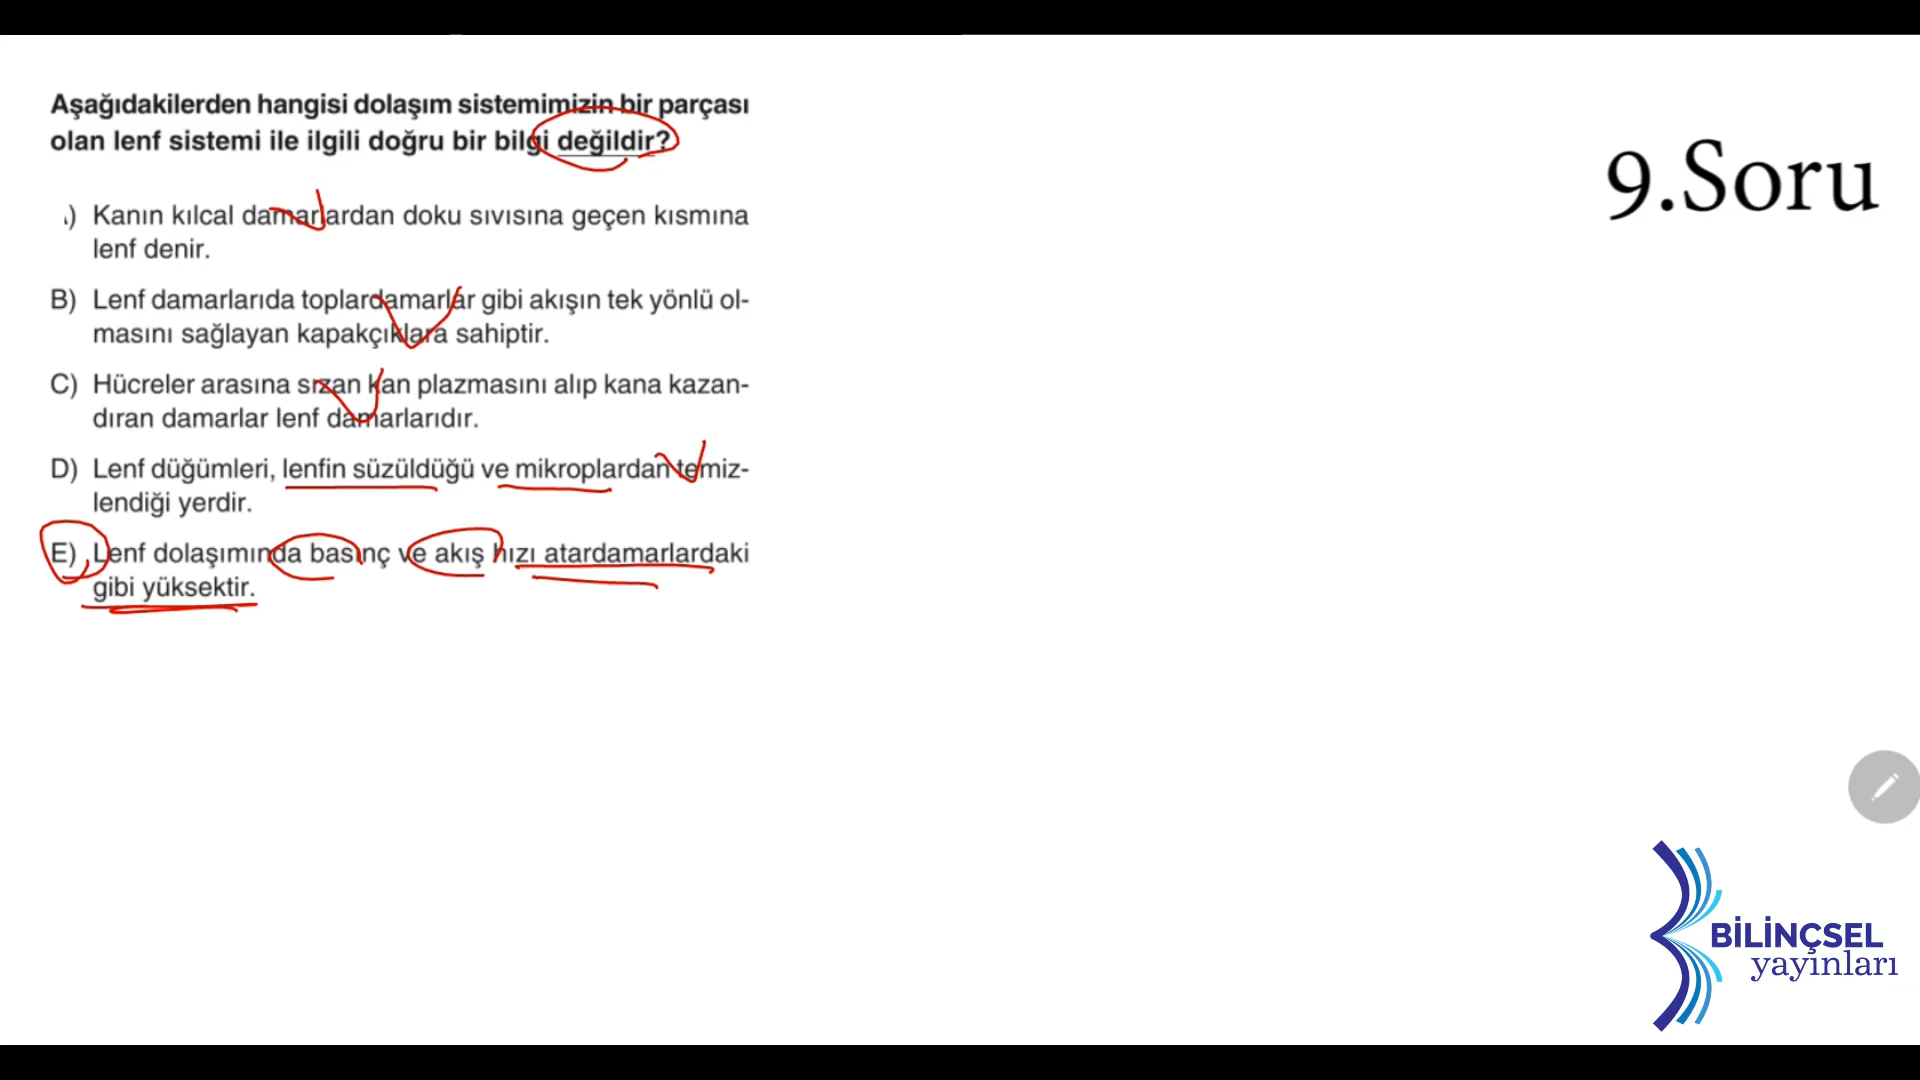 Aşağıdakilerden hangisi dolaşım sistemimizin bir parçası
olan lenf sistemi ile ilgili doğru bir bilgi değildir?
9.Soru
) Kanın kılcal damarlardan doku sıvısına geçen kısmına
lenf denir.
B) Lenf damarlarıda toplardamarlar gibi akışın tek yönlü ol-
masını sağlayan kapakçıklara sahiptir.
C) Hücreler arasına sızan kan plazmasını alıp kana kazan-
dıran damarlar lenf damarlarıdır.
D) Lenf düğümleri, lenfin süzüldüğü ve mikroplardan temiz-
lendiği yerdir.
E) Lenf dolaşımında basınç ve akış hızı atardamarlardaki
gibi yüksektir.
BİLİNÇSEL
yayınları